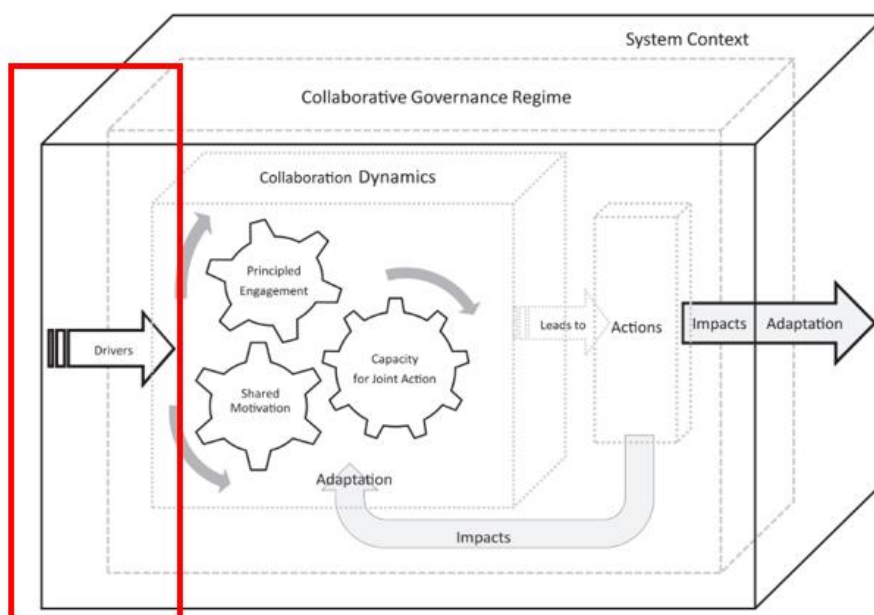 System Context
Collaborative Governance Regime
Collaboration Dynamics
Principled
Engagement
Drivers
Shared
Motivation
Capacity
for Joint Action
Leads to
Actions
Impacts
Adaptation
Adaptation
Impacts